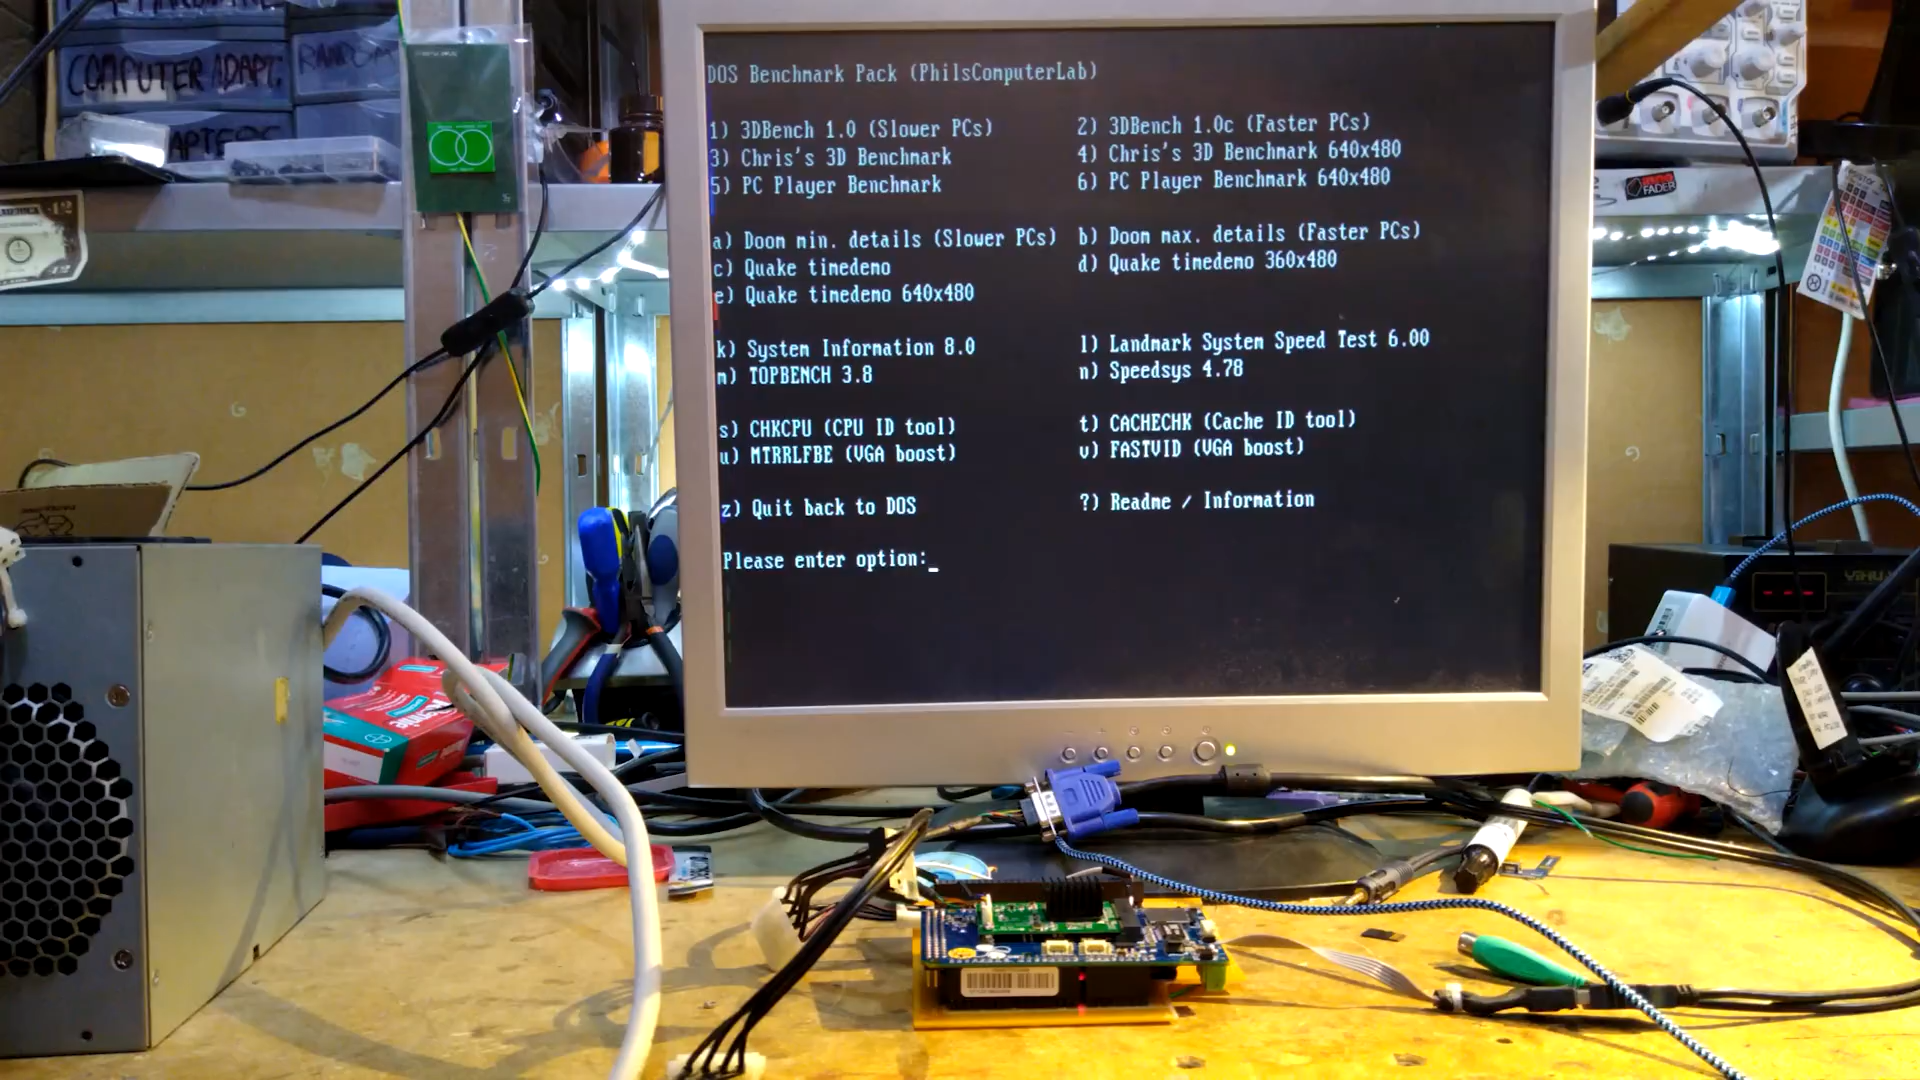 DOS Benchmark Pack (PhilsComputerLab)
1) 3DBench 1.0 (Slower PCs)
2) 3DBench 1.0c (Faster PCs)
3) Chris's 3D Benchmark
4) Chris's 3D Benchmark 640x480
5) PC Player Benchmark
6) PC Player Benchmark 640x480
a) Doom min. details (Slower PCs)
b) Doom max. details (Faster PCs)
c) Quake timedemo
d) Quake timedemo 360x480
e) Quake timedemo 640x480
k) System Information 8.0
l) Landmark System Speed Test 6.00
m) TOPBENCH 3.8
n) Speedsys 4.78
s) CHKCPU (CPU ID tool)
t) CACHECHK (Cache ID tool)
u) MTRRLFBE (VGA boost)
v) FASTVID (VGA boost)
z) Quit back to DOS
?) Readme / Information
Please enter option:_
COMPUTER ADAPT.
FADER
Rennie